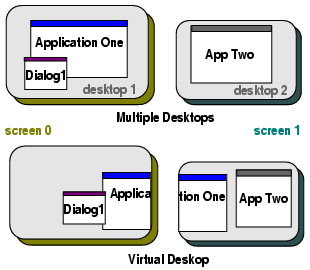 Application One
Dialog1
desktop 1
App Two
desktop 2
Multiple Desktops
screen 0
screen 1
Applica
Dialog1
tion One
App Two
Virtual Deskop